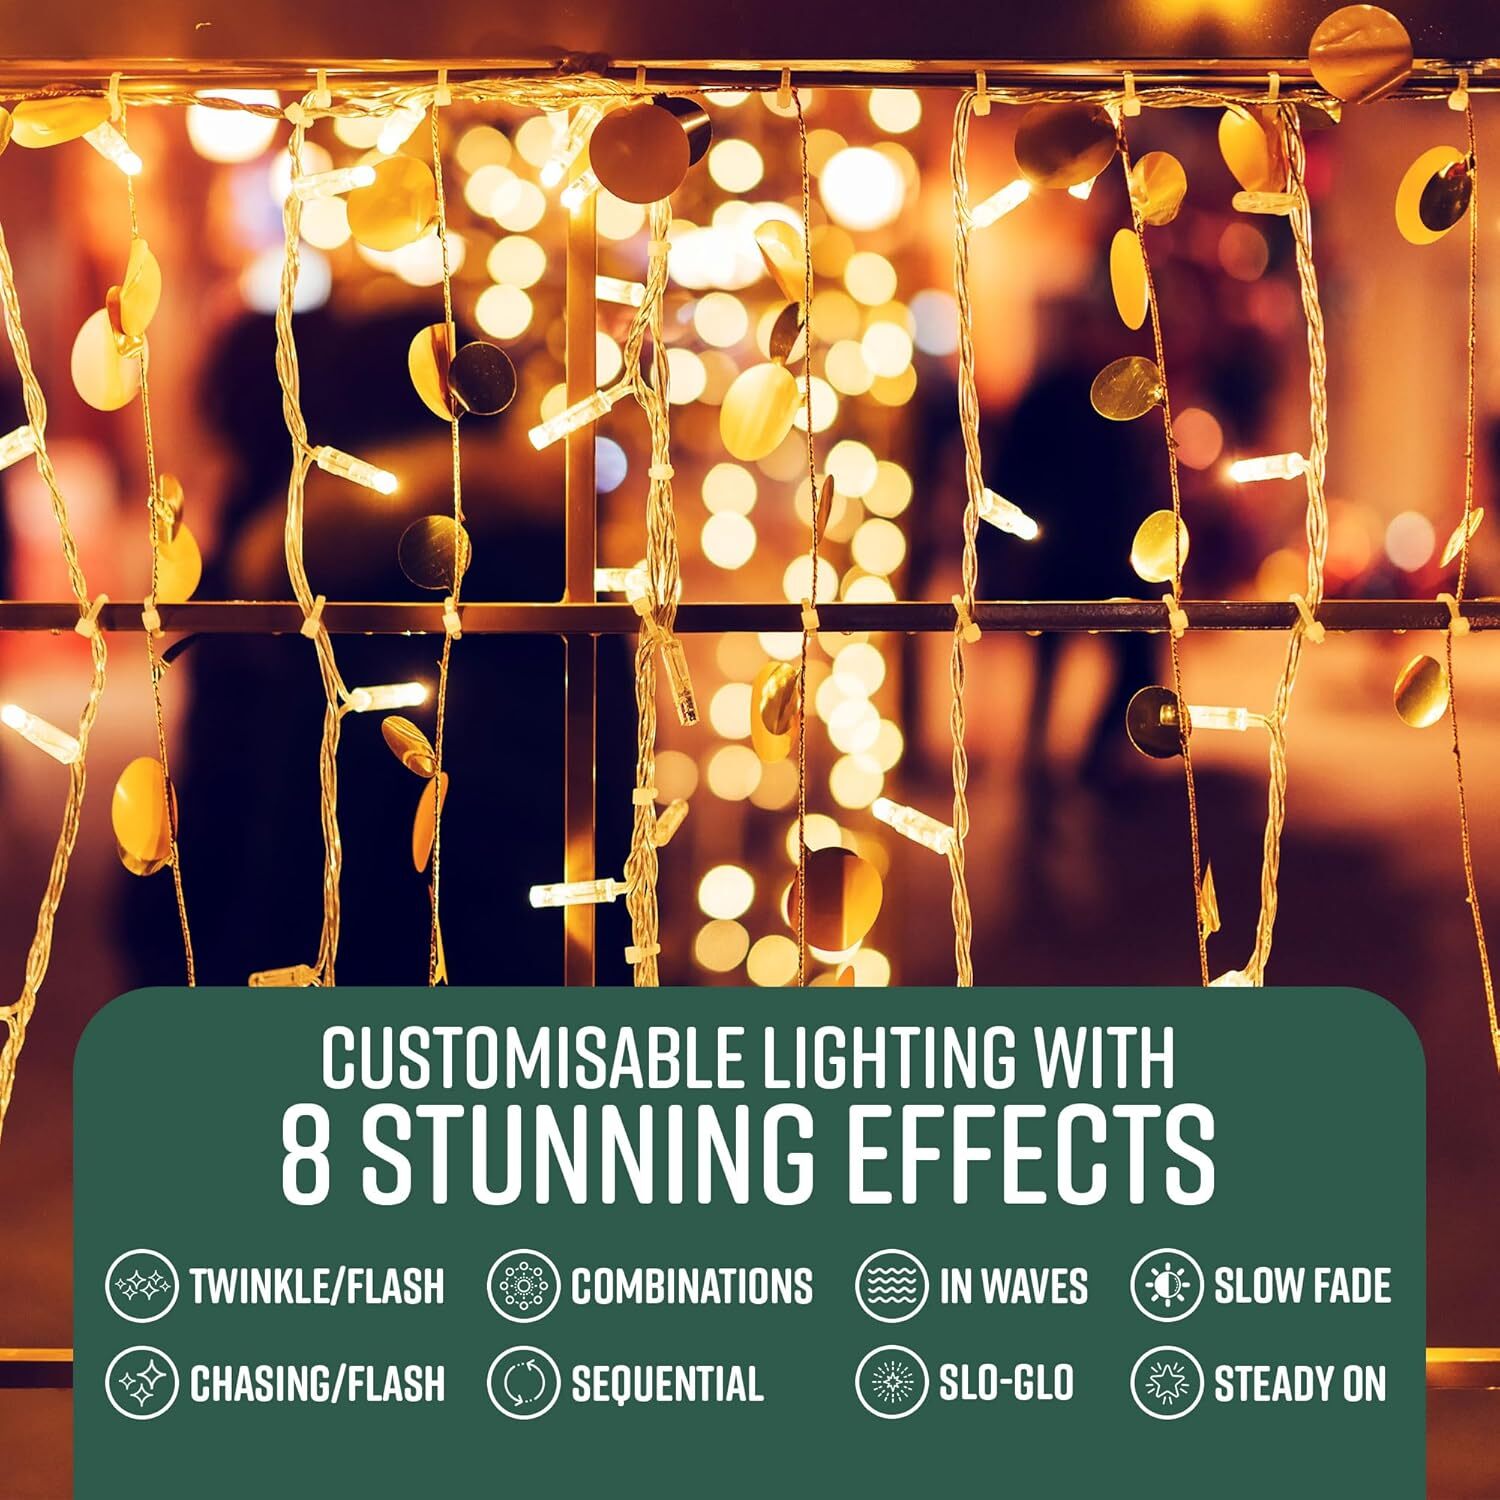 CUSTOMISABLE LIGHTING WITH
8 STUNNING EFFECTS
TWINKLE/FLASH
COMBINATIONS
IN WAVES
SLOW FADE
CHASING/FLASH
SEQUENTIAL
SLO-GLO
STEADY ON